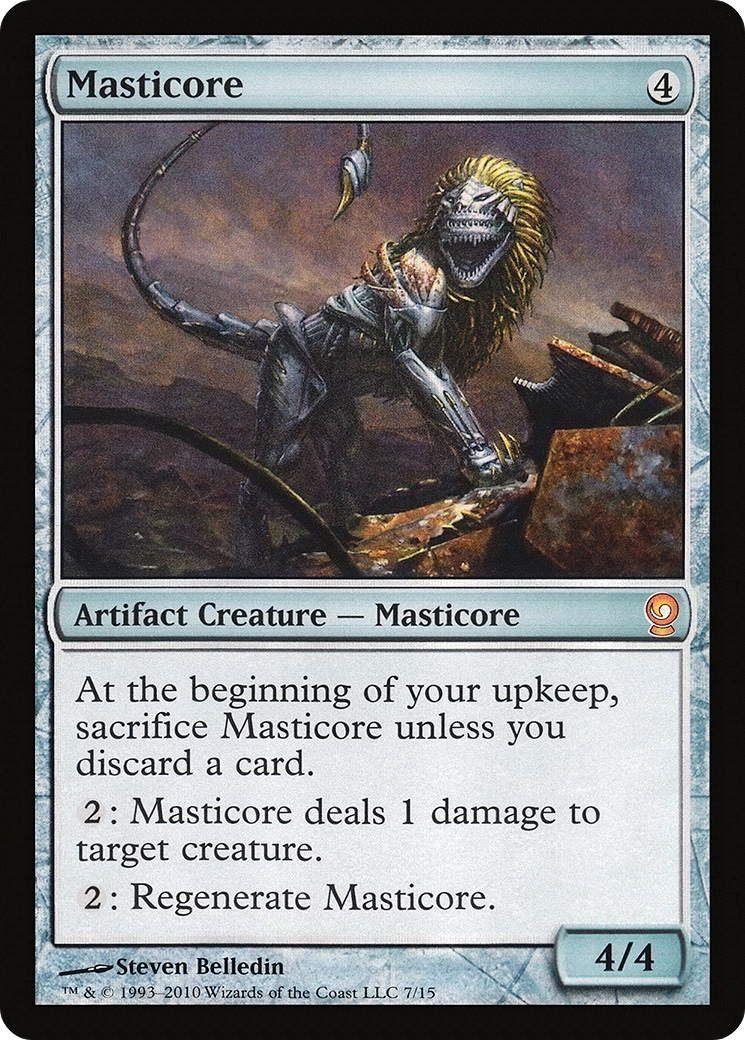 Masticore 4
Artifact Creature — Masticore
At the beginning of your upkeep,
sacrifice Masticore unless you
discard a card.
2: Masticore deals 1 damage to
target creature.
2: Regenerate Masticore.
4/4
Steven Belledin
™ & © 1993–2010 Wizards of the Coast LLC 7/15